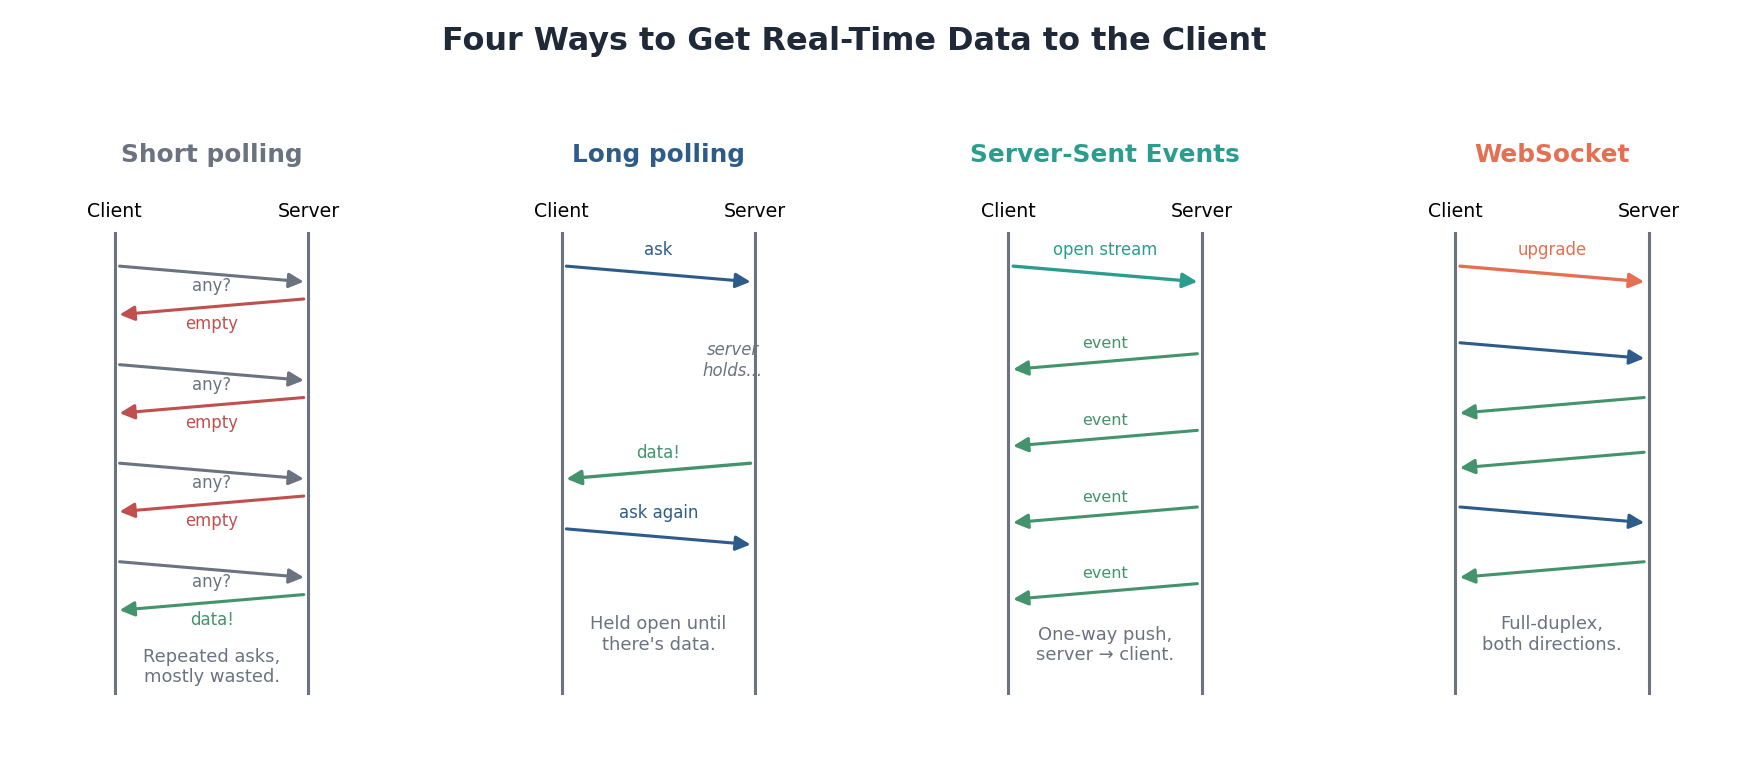 Four Ways to Get Real-Time Data to the Client
Short polling
Client
Server
any?
empty
any?
empty
any?
empty
any?
data!
Repeated asks,
mostly wasted.
Long polling
Client
Server
ask
server
holds...
data!
ask again
Held open until
there's data.
Server-Sent Events
Client
Server
open stream
event
event
event
event
One-way push,
server → client.
WebSocket
Client
Server
upgrade
Full-duplex,
both directions.